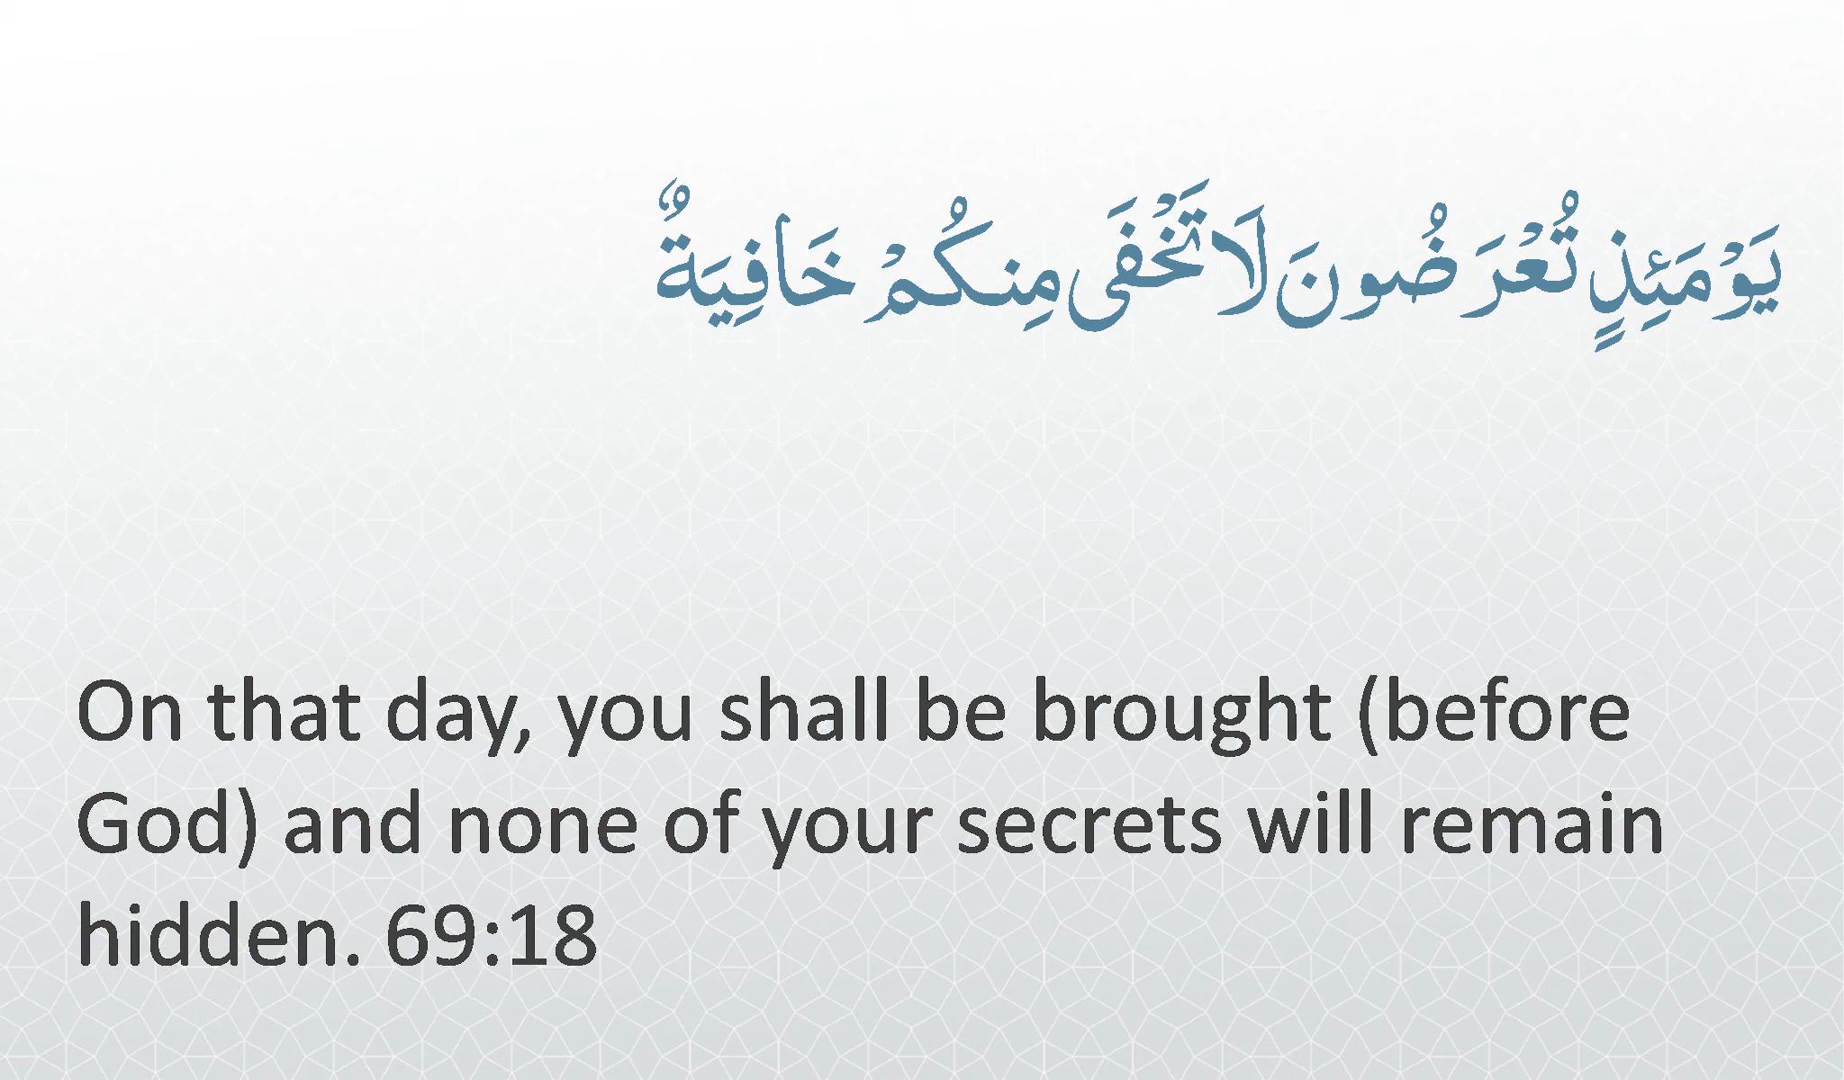 يَوْمَئِذٍ تُعْرَضُونَ لَا تَخْفَى مِنكُمْ خَافِيَةٌ
On that day, you shall be brought (before
God) and none of your secrets will remain
hidden. 69:18